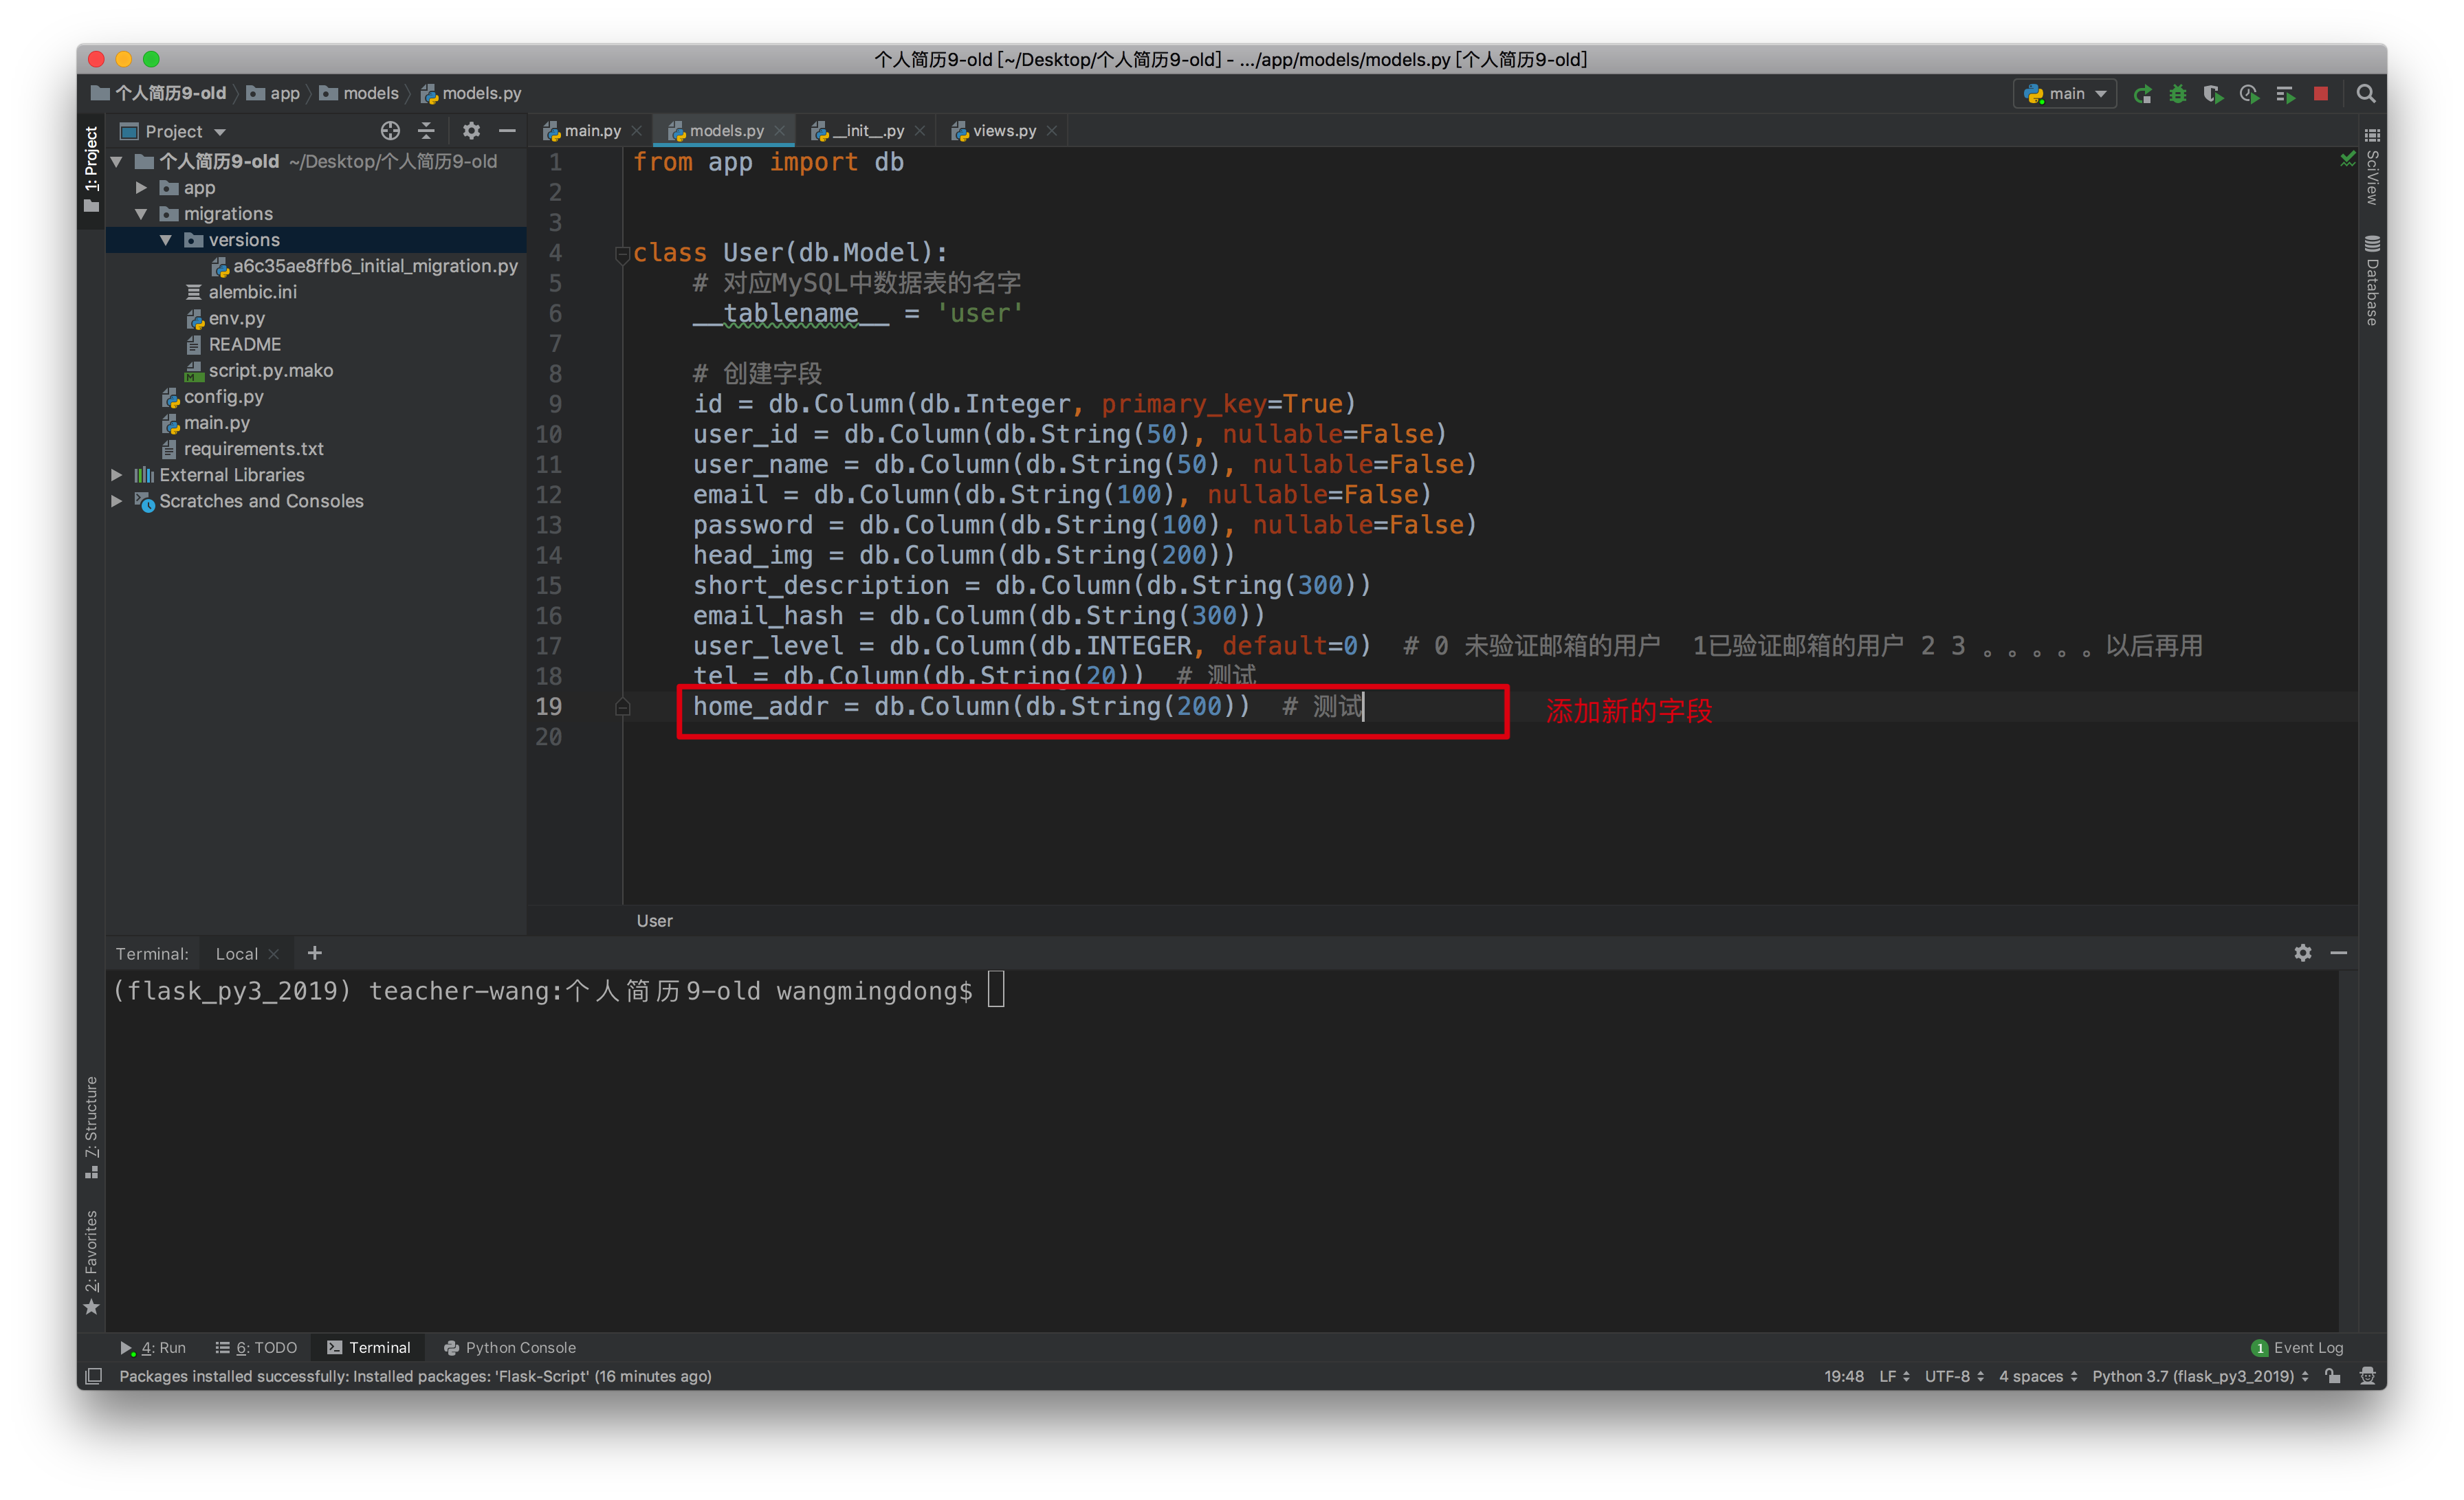 个人简历9-old [~/Desktop/个人简历9-old] - .../app/models/models.py [个人简历9-old]
个人简历9-old app models models.py main
1: Project
Project
main.py models.py __init__.py views.py
个人简历9-old ~/Desktop/个人简历9-old
app
migrations
versions
a6c35ae8ffb6_initial_migration.py
alembic.ini
env.py
README
script.py.mako
config.py
main.py
requirements.txt
External Libraries
Scratches and Consoles
1 from app import db
2
3
4 class User(db.Model):
5 # 对应MySQL中数据表的名字
6 __tablename__ = 'user'
7
8 # 创建字段
9 id = db.Column(db.Integer, primary_key=True)
10 user_id = db.Column(db.String(50), nullable=False)
11 user_name = db.Column(db.String(50), nullable=False)
12 email = db.Column(db.String(100), nullable=False)
13 password = db.Column(db.String(100), nullable=False)
14 head_img = db.Column(db.String(200))
15 short_description = db.Column(db.String(300))
16 email_hash = db.Column(db.String(300))
17 user_level = db.Column(db.INTEGER, default=0) # 0 未验证邮箱的用户 1已验证邮箱的用户 2 3 。。。。。以后再用
18 tel = db.Column(db.String(20)) # 测试
19 home_addr = db.Column(db.String(200)) # 测试 添加新的字段
20
User
SciView
Database
Terminal: Local
(flask_py3_2019) teacher-wang:个人简历9-old wangmingdong$
7: Structure
2: Favorites
4: Run 6: TODO Terminal Python Console 1 Event Log
Packages installed successfully: Installed packages: 'Flask-Script' (16 minutes ago) 19:48 LF UTF-8 4 spaces Python 3.7 (flask_py3_2019)